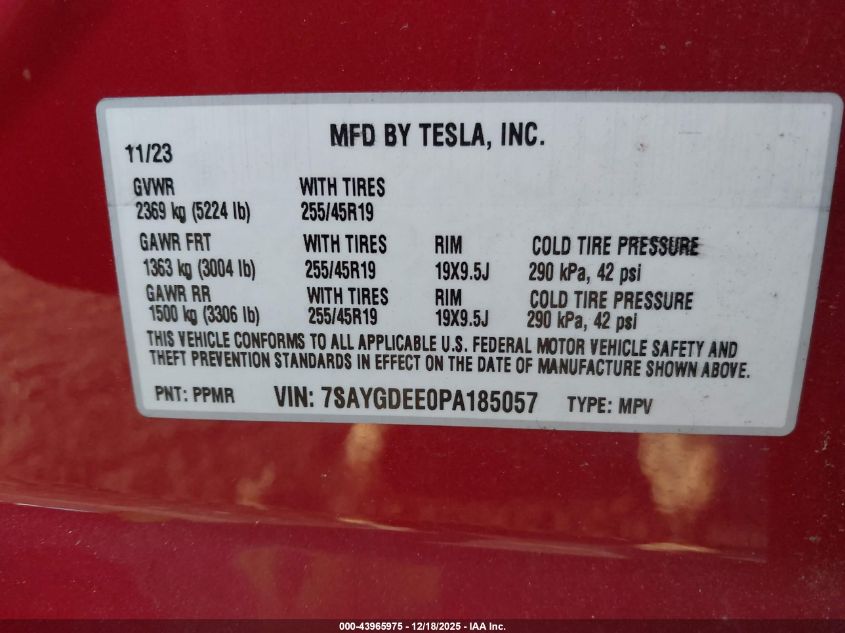 MFD BY TESLA, INC.
11/23
GVWR WITH TIRES
2369 kg (5224 lb) 255/45R19
GAWR FRT WITH TIRES RIM COLD TIRE PRESSURE
1363 kg (3004 lb) 255/45R19 19X9.5J 290 kPa, 42 psi
GAWR RR WITH TIRES RIM COLD TIRE PRESSURE
1500 kg (3306 lb) 255/45R19 19X9.5J 290 kPa, 42 psi
THIS VEHICLE CONFORMS TO ALL APPLICABLE U.S. FEDERAL MOTOR VEHICLE SAFETY AND
THEFT PREVENTION STANDARDS IN EFFECT ON THE DATE OF MANUFACTURE SHOWN ABOVE.
PNT: PPMR VIN: 7SAYGDEE0PA185057 TYPE: MPV
000-43965975 - 12/18/2025 - IAA Inc.